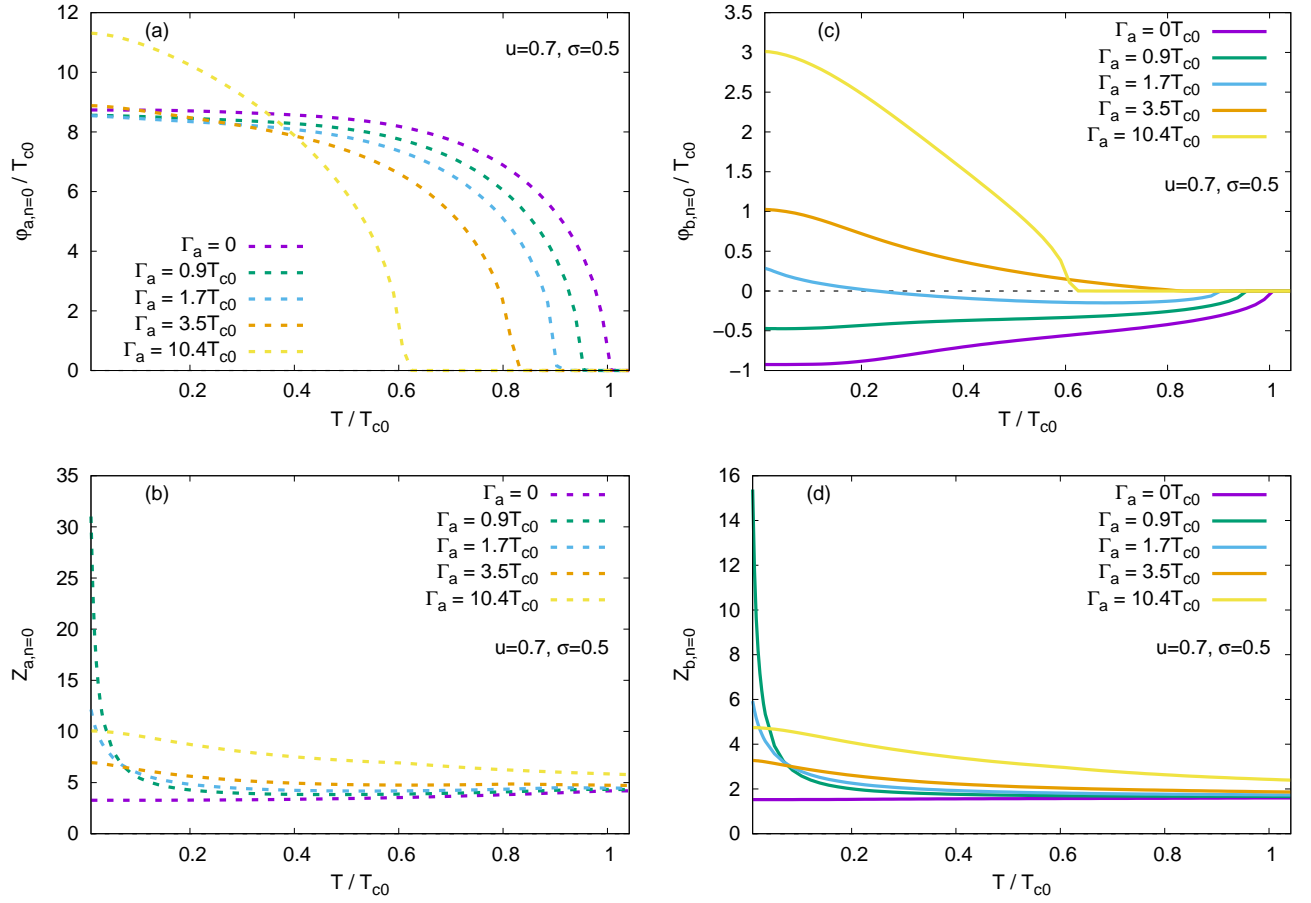 (a)
u=0.7, σ=0.5
φa,n=0 / Tc0
12
10
8
6
4
2
0
Γa = 0
Γa = 0.9Tc0
Γa = 1.7Tc0
Γa = 3.5Tc0
Γa = 10.4Tc0
0.2 0.4 0.6 0.8 1
T / Tc0
(c)
φb,n=0 / Tc0
3.5
3
2.5
2
1.5
1
0.5
0
−0.5
−1
Γa = 0Tc0
Γa = 0.9Tc0
Γa = 1.7Tc0
Γa = 3.5Tc0
Γa = 10.4Tc0
u=0.7, σ=0.5
0.2 0.4 0.6 0.8 1
T / Tc0
(b)
Za,n=0
35
30
25
20
15
10
5
0
Γa = 0
Γa = 0.9Tc0
Γa = 1.7Tc0
Γa = 3.5Tc0
Γa = 10.4Tc0
u=0.7, σ=0.5
0.2 0.4 0.6 0.8 1
T / Tc0
(d)
Zb,n=0
16
14
12
10
8
6
4
2
0
Γa = 0Tc0
Γa = 0.9Tc0
Γa = 1.7Tc0
Γa = 3.5Tc0
Γa = 10.4Tc0
u=0.7, σ=0.5
0.2 0.4 0.6 0.8 1
T / Tc0